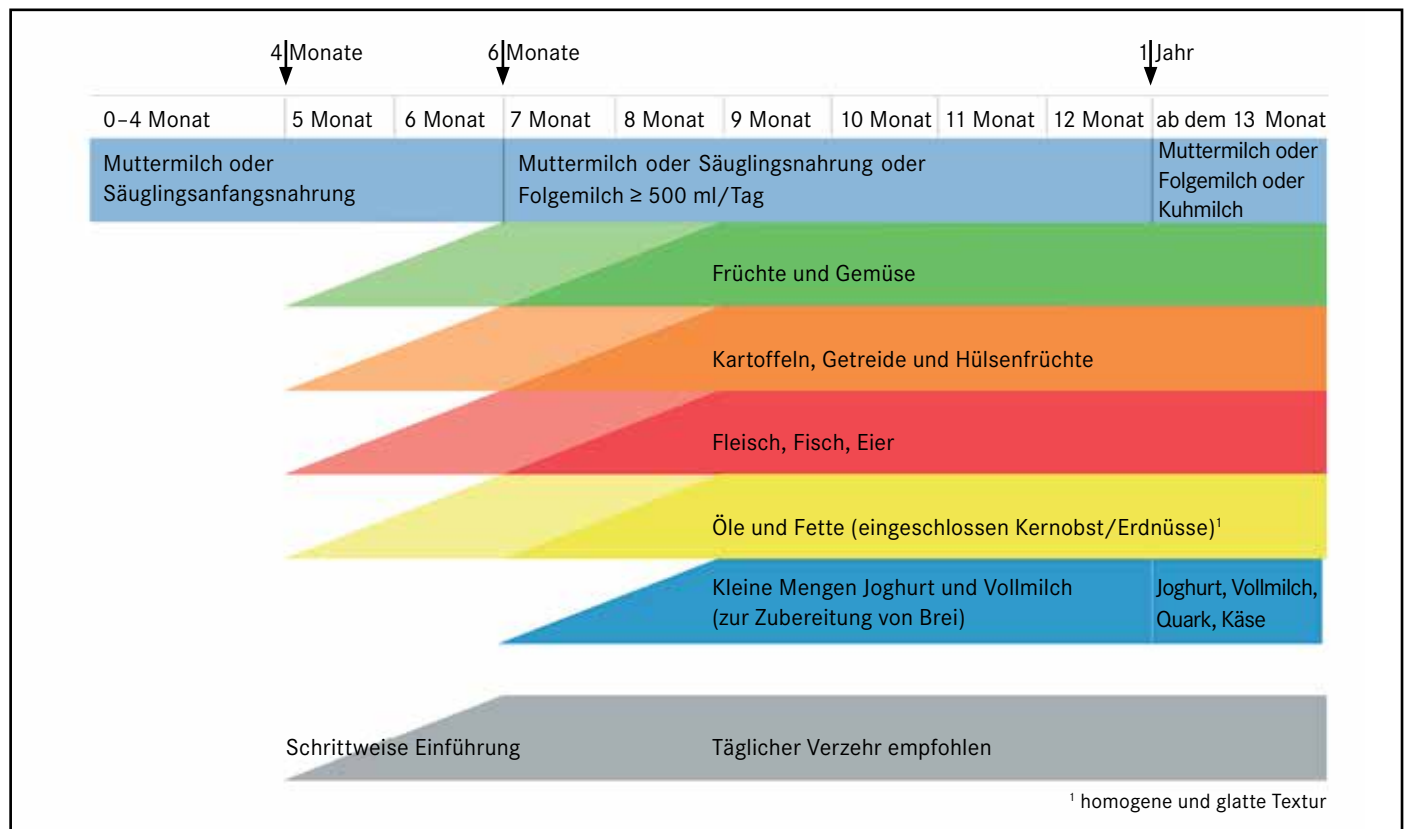 4 Monate 6 Monate 1 Jahr
0–4 Monat 5 Monat 6 Monat 7 Monat 8 Monat 9 Monat 10 Monat 11 Monat 12 Monat ab dem 13 Monat
Muttermilch oder
Säuglingsanfangsnahrung
Muttermilch oder Säuglingsnahrung oder
Folgemilch ≥ 500 ml/Tag
Muttermilch oder
Folgemilch oder
Kuhmilch
Früchte und Gemüse
Kartoffeln, Getreide und Hülsenfrüchte
Fleisch, Fisch, Eier
Öle und Fette (eingeschlossen Kernobst/Erdnüsse)¹
Kleine Mengen Joghurt und Vollmilch
(zur Zubereitung von Brei)
Joghurt, Vollmilch,
Quark, Käse
Schrittweise Einführung Täglicher Verzehr empfohlen
¹ homogene und glatte Textur